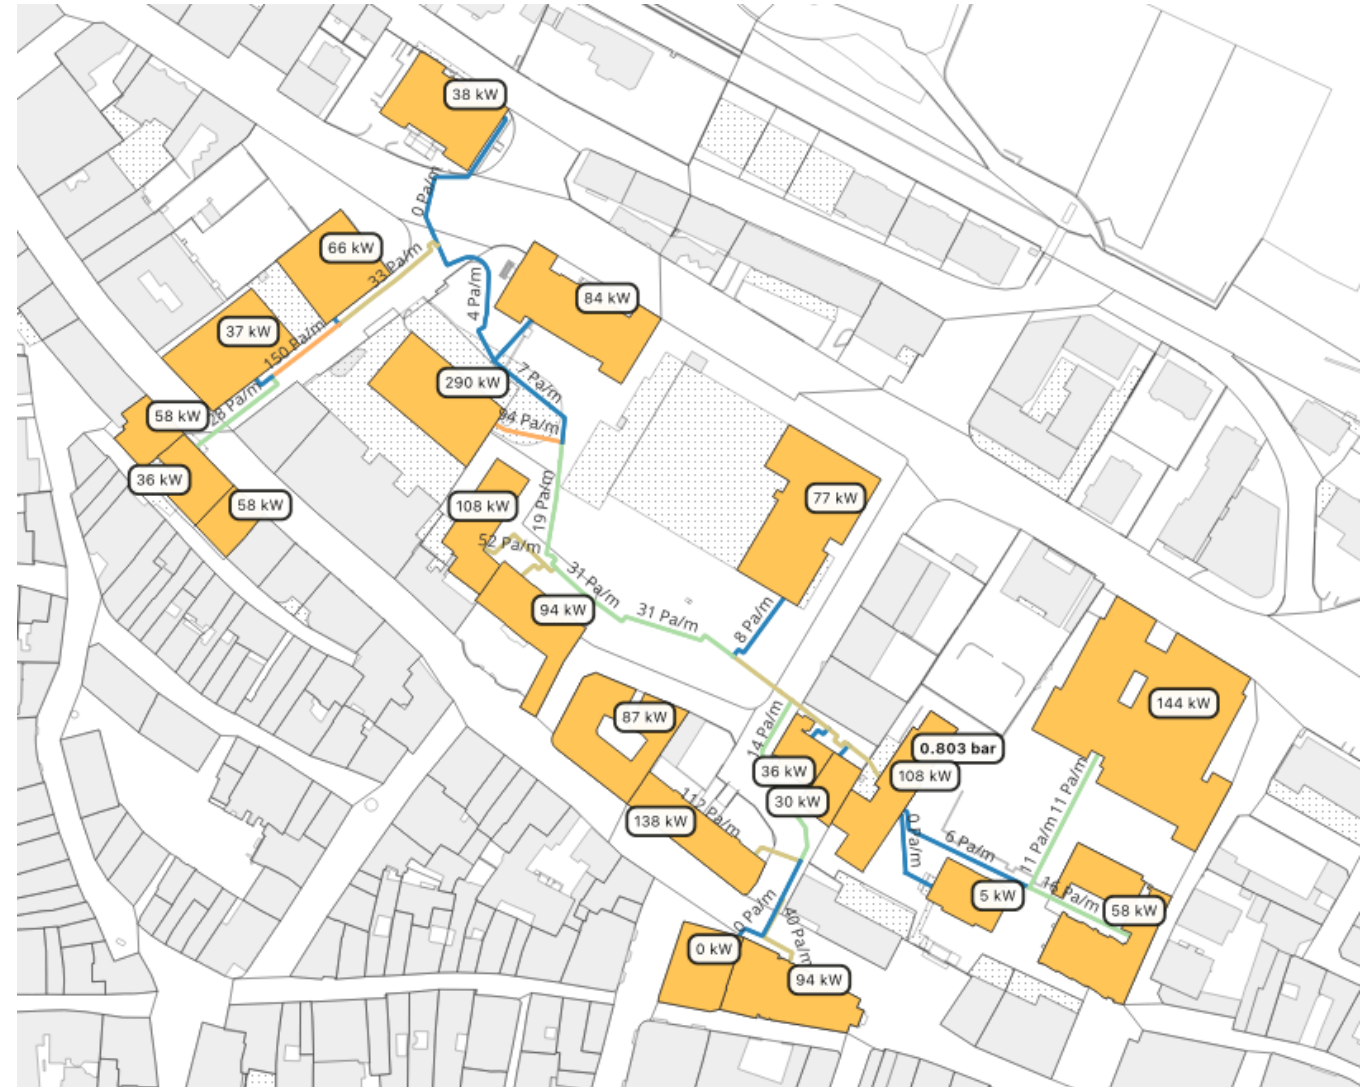 38 kW
0 Pa/m
66 kW
33 Pa/m
4 Pa/m
84 kW
37 kW
150 Pa/m
290 kW
7 Pa/m
28 Pa/m
58 kW
94 Pa/m
36 kW
58 kW
108 kW
19 Pa/m
77 kW
52 Pa/m
31 Pa/m
94 kW
31 Pa/m
8 Pa/m
87 kW
14 Pa/m
144 kW
0.803 bar
108 kW
36 kW
30 kW
112 Pa/m
138 kW
11 Pa/m
11 Pa/m
0 Pa/m
6 Pa/m
16 Pa/m
5 kW
58 kW
0 Pa/m
40 Pa/m
0 kW
94 kW